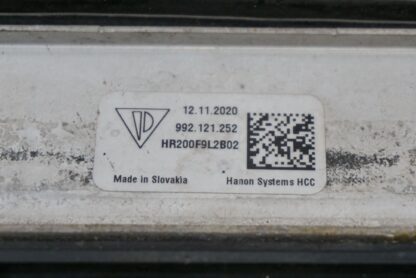 12.11.2020
992.121.252
HR200F9L2B02
Made in Slovakia Hanon Systems HCC